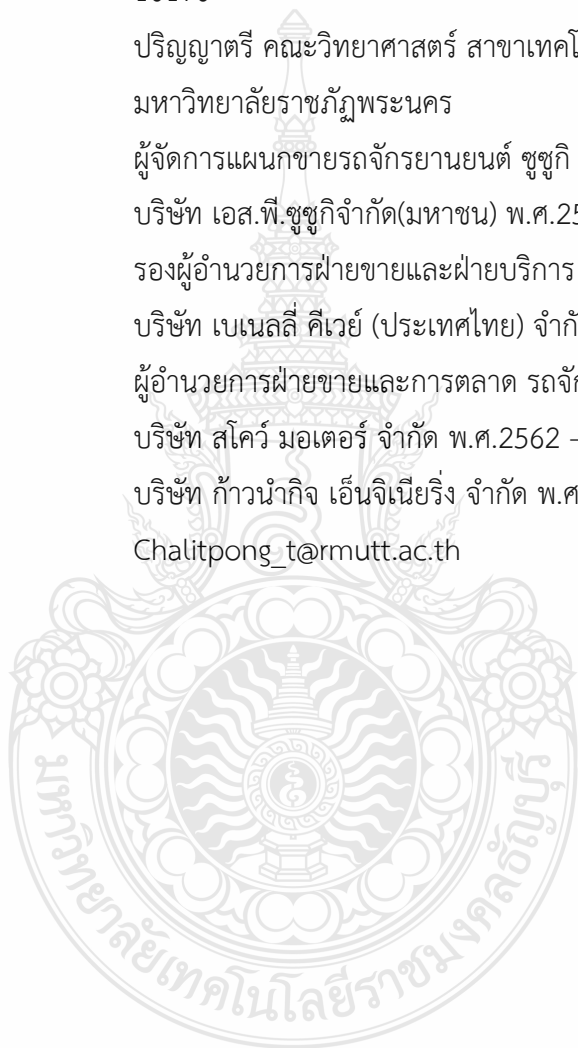 ปริญญาตรี คณะวิทยาศาสตร์ สาขาเทคโ
มหาวิทยาลัยราชภัฏพระนคร
ผู้จัดการแผนกขายรถจักรยานยนต์ ซูซูกิ
บริษัท เอส.พี.ซูซูกิจำกัด(มหาชน) พ.ศ.25
รองผู้อำนวยการฝ่ายขายและฝ่ายบริการ
บริษัท เบเนลลี่ คีเวย์ (ประเทศไทย) จำกั
ผู้อำนวยการฝ่ายขายและการตลาด รถจัก
บริษัท สโคว์ มอเตอร์ จำกัด พ.ศ.2562 –
บริษัท ก้าวนำกิจ เอ็นจิเนียริ่ง จำกัด พ.ศ
Chalitpong_t@rmutt.ac.th
มหาวิทยาลัยเทคโนโลยีราชมงคลธัญบุรี